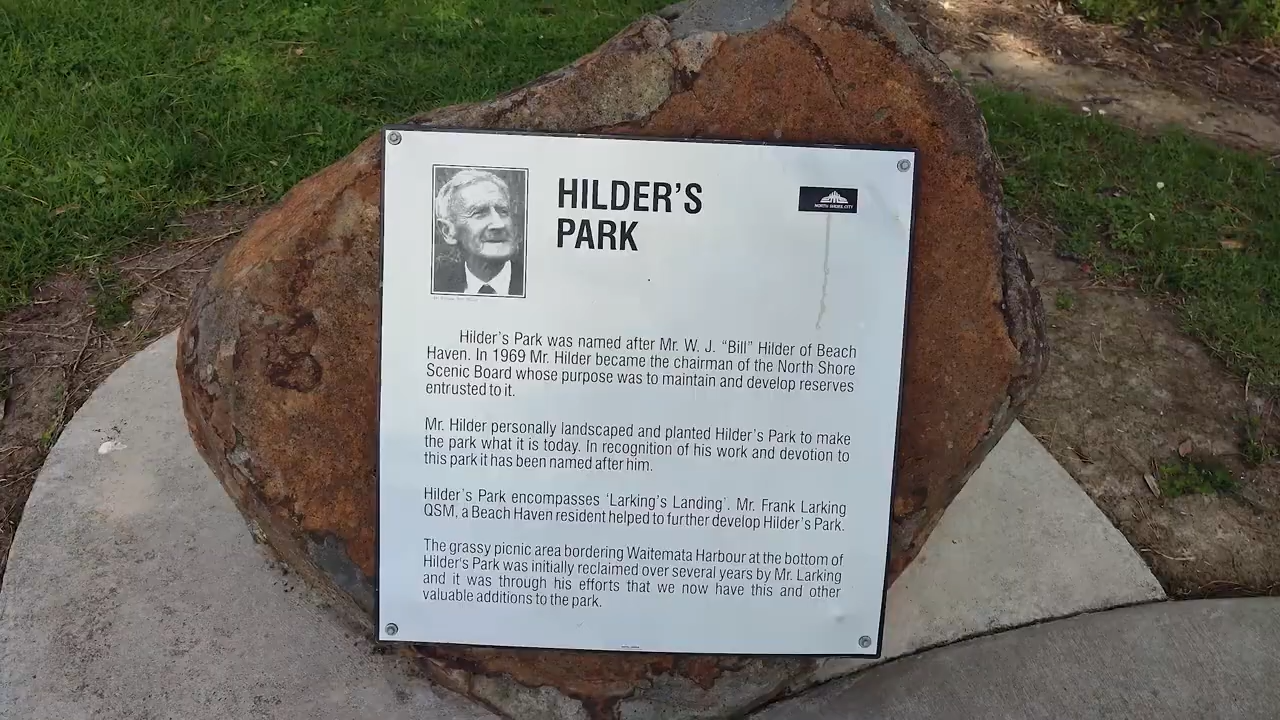 HILDER'S
PARK
NORTH SHORE CITY
Hilder's Park was named after Mr. W. J. "Bill" Hilder of Beach
Haven. In 1969 Mr. Hilder became the chairman of the North Shore
Scenic Board whose purpose was to maintain and develop reserves
entrusted to it.
Mr. Hilder personally landscaped and planted Hilder's Park to make
the park what it is today. In recognition of his work and devotion to
this park it has been named after him.
Hilder's Park encompasses 'Larking's Landing'. Mr. Frank Larking
QSM, a Beach Haven resident helped to further develop Hilder's Park.
The grassy picnic area bordering Waitemata Harbour at the bottom of
Hilder's Park was initially reclaimed over several years by Mr. Larking
and it was through his efforts that we now have this and other
valuable additions to the park.